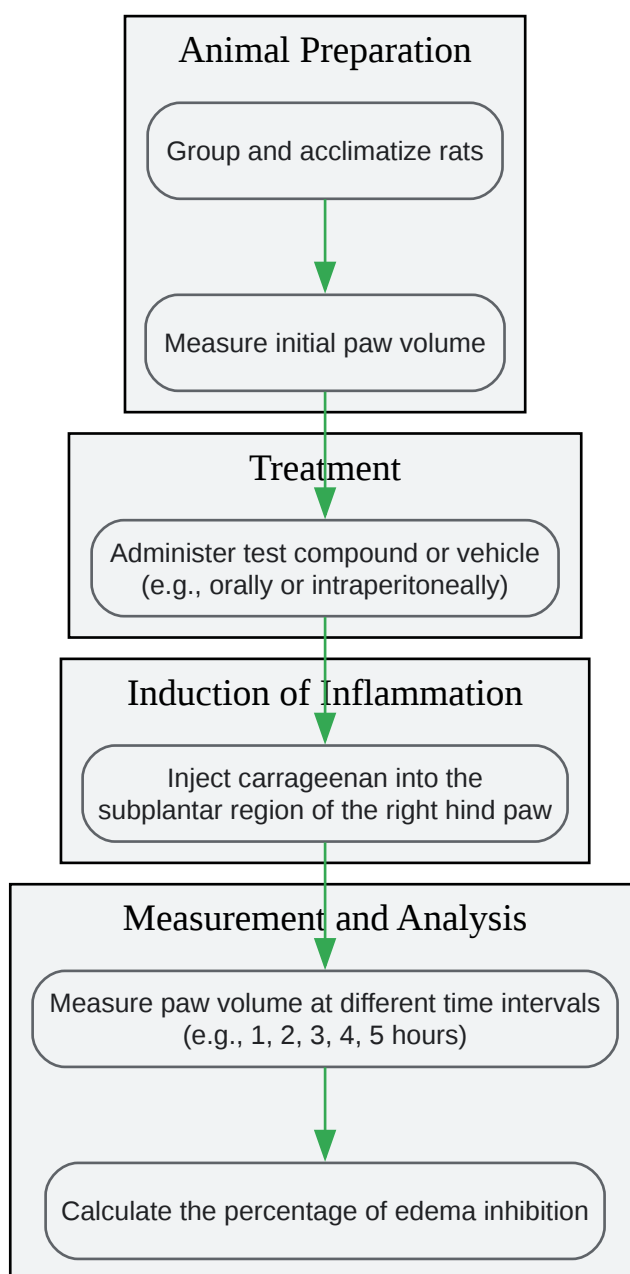 Animal Preparation
Group and acclimatize rats
Measure initial paw volume
Treatment
Administer test compound or vehicle
(e.g., orally or intraperitoneally)
Induction of Inflammation
Inject carrageenan into the
subplantar region of the right hind paw
Measurement and Analysis
Measure paw volume at different time intervals
(e.g., 1, 2, 3, 4, 5 hours)
Calculate the percentage of edema inhibition